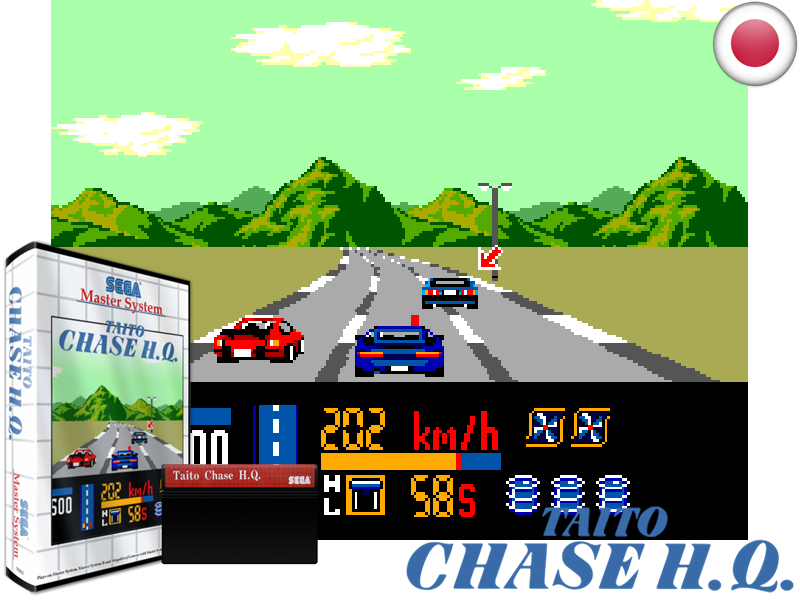 SEGA
Master System
TAITO
CHASE H.Q.
TAITO
CHASE H.Q.
SEGA
Master System
500
202 km/h
58s
00
202 km/h
H
L
58s
Taito Chase H.Q.
SEGA
TAITO
CHASE H.Q.